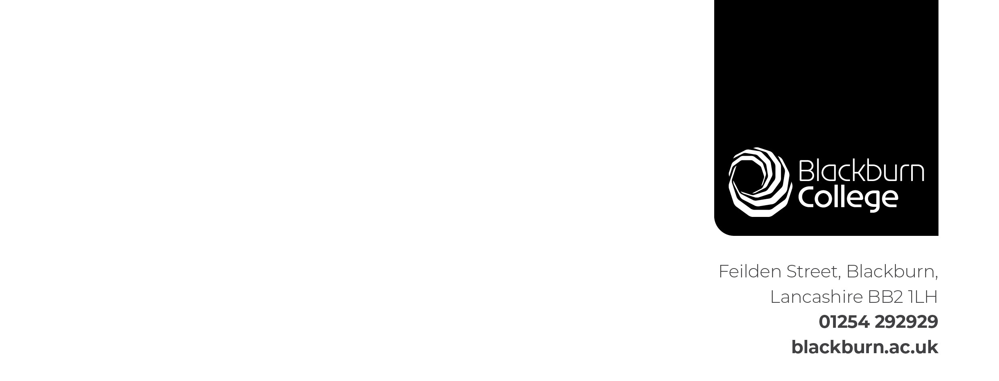 Blackburn
College
Feilden Street, Blackburn,
Lancashire BB2 1LH
01254 292929
blackburn.ac.uk